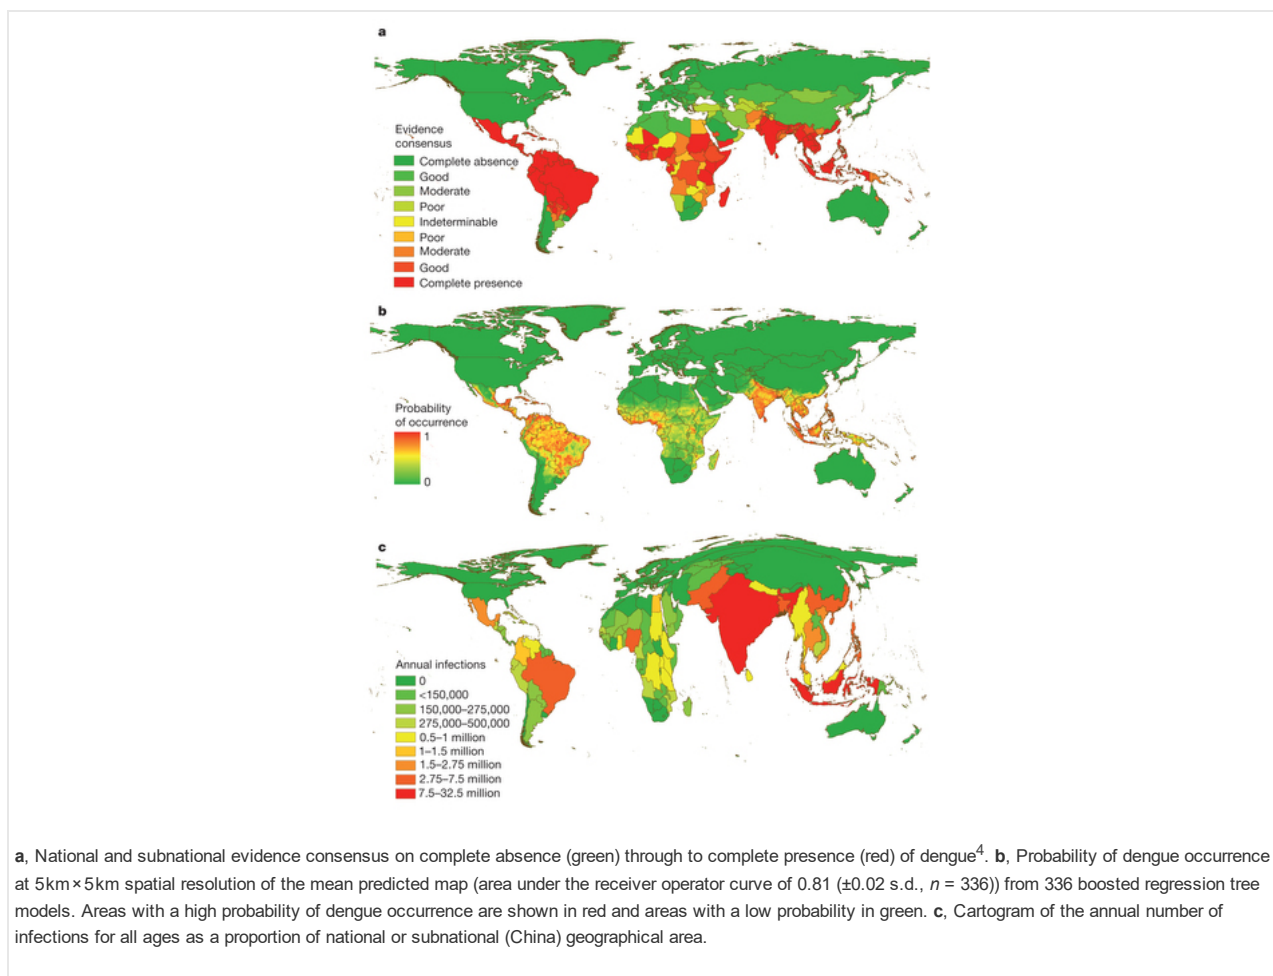 a
Evidence
consensus
Complete absence
Good
Moderate
Poor
Indeterminable
Poor
Moderate
Good
Complete presence
b
Probability
of occurrence
1
0
c
Annual infections
0
<150,000
150,000–275,000
275,000–500,000
0.5–1 million
1–1.5 million
1.5–2.75 million
2.75–7.5 million
7.5–32.5 million
a, National and subnational evidence consensus on complete absence (green) through to complete presence (red) of dengue4. b, Probability of dengue occurrence
at 5 km × 5 km spatial resolution of the mean predicted map (area under the receiver operator curve of 0.81 (±0.02 s.d., n = 336)) from 336 boosted regression tree
models. Areas with a high probability of dengue occurrence are shown in red and areas with a low probability in green. c, Cartogram of the annual number of
infections for all ages as a proportion of national or subnational (China) geographical area.